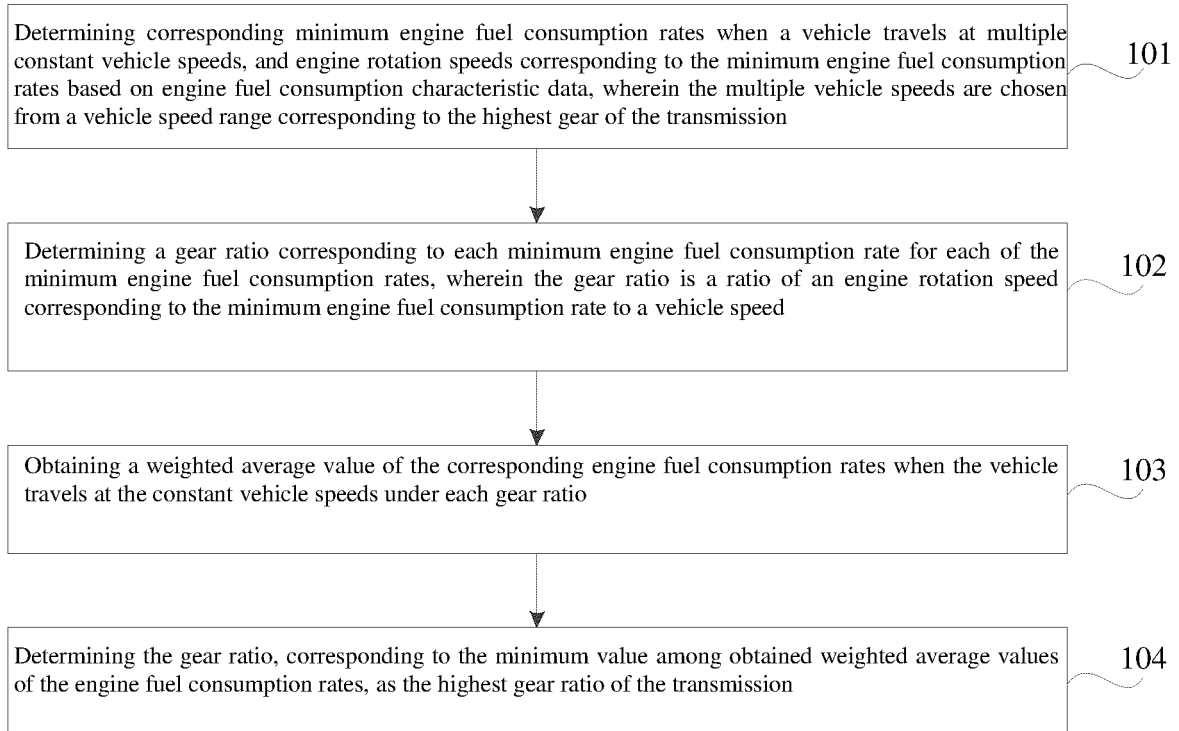 Determining corresponding minimum engine fuel consumption rates when a vehicle travels at multiple
constant vehicle speeds, and engine rotation speeds corresponding to the minimum engine fuel consumption
rates based on engine fuel consumption characteristic data, wherein the multiple vehicle speeds are chosen
from a vehicle speed range corresponding to the highest gear of the transmission
101
Determining a gear ratio corresponding to each minimum engine fuel consumption rate for each of the
minimum engine fuel consumption rates, wherein the gear ratio is a ratio of an engine rotation speed
corresponding to the minimum engine fuel consumption rate to a vehicle speed
102
Obtaining a weighted average value of the corresponding engine fuel consumption rates when the vehicle
travels at the constant vehicle speeds under each gear ratio
103
Determining the gear ratio, corresponding to the minimum value among obtained weighted average values
of the engine fuel consumption rates, as the highest gear ratio of the transmission
104